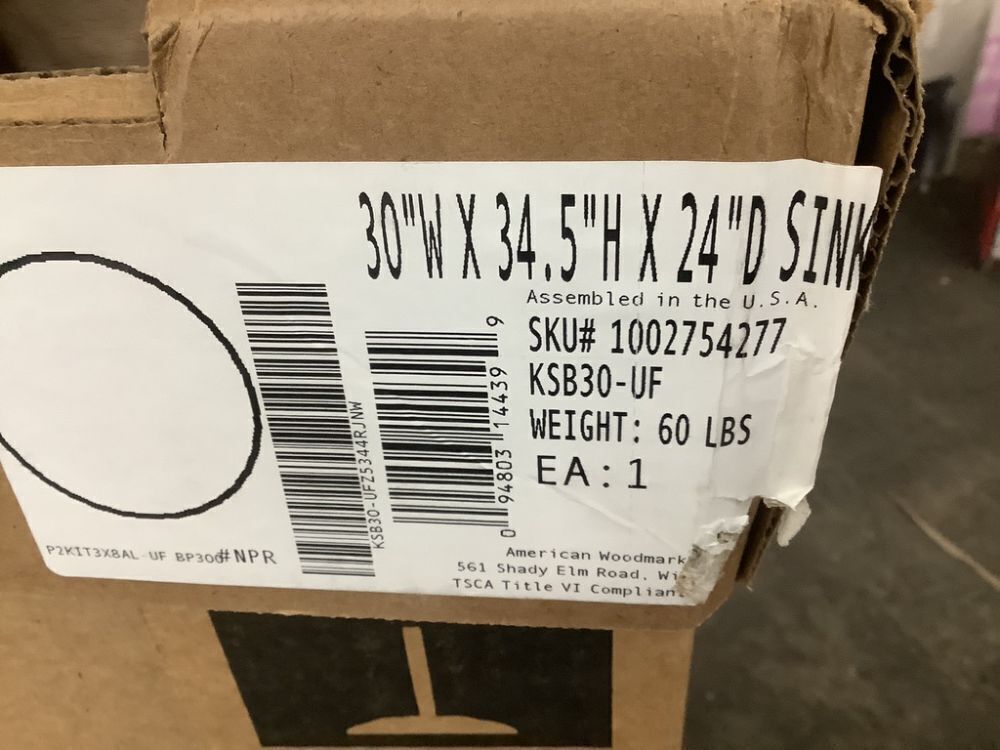 30"W X 34.5"H X 24"D SINK
Assembled in the U.S.A.
SKU# 1002754277
KSB30-UF
WEIGHT: 60 LBS
EA: 1
KSB30-UFZ5344RJNW
0 94803 14439 9
P2KIT3X8AL-UF BP300 #NPR
American Woodmark
561 Shady Elm Road, Wi
TSCA Title VI Complian